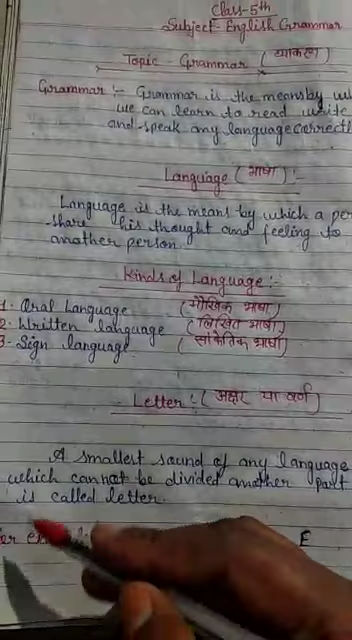 Class-5th
Subject- English Grammar
Topic- Grammar (व्याकरण)
Grammar :- Grammar is the means by
we can learn to read write
and speak any language correctl
Language (भाषा) :-
Language is the means by which a per
share his thought and feeling to
another person.
Kinds of Language :-
1- Oral Language (मौखिक भाषा)
2- Written language (लिखित भाषा)
3- Sign language (सांकेतिक भाषा)
Letter :- (अक्षर या वर्ण)
A smallest sound of any language
which cannot be divided another part
is called letter.